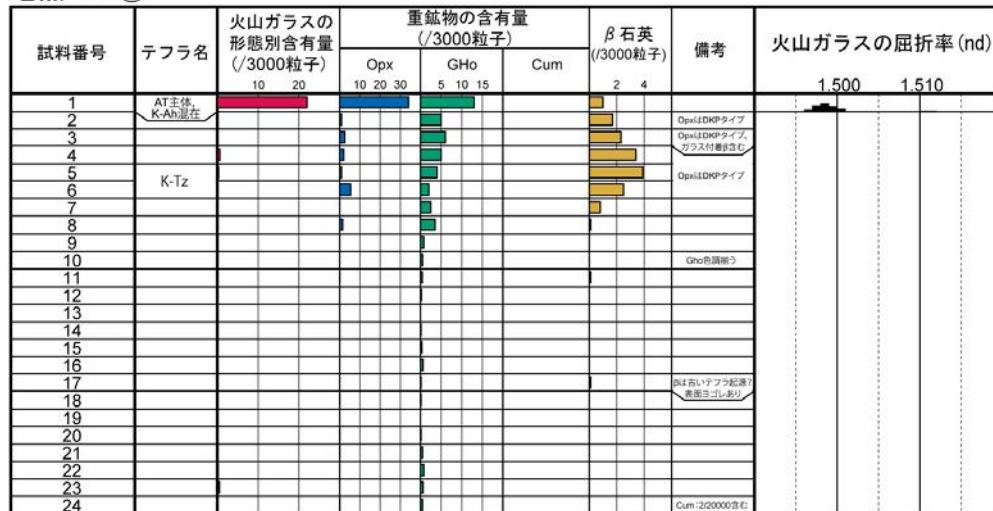 試料番号
テフラ名
火山ガラスの
形態別含有量
(/3000粒子)
10 20
重鉱物の含有量
(/3000粒子)
Opx
10 20 30
GHo
5 10 15
Cum
β石英
(/3000粒子)
2 4
備考
火山ガラスの屈折率(nd)
1.500 1.510
1
AT主体,
K-Ah混在
2
OpxはDKPタイプ
3
OpxはDKPタイプ、
ガラス付着β含む
4
5
K-Tz
OpxはDKPタイプ
6
7
8
9
10
Gho色調揃う
11
12
13
14
15
16
17
βは古いテフラ起源?
表面ヨゴレあり
18
19
20
21
22
23
24
Cum:2/20000含む